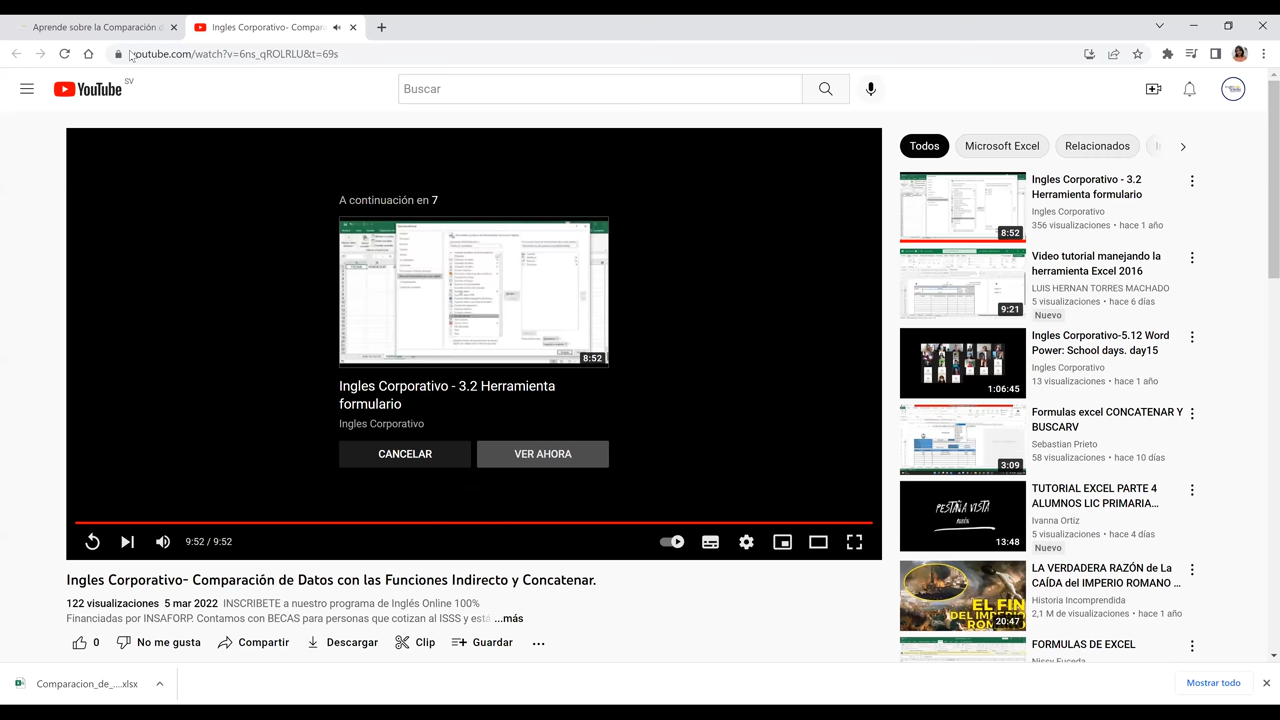 Aprende sobre la Comparación d
Ingles Corporativo- Compar
youtube.com/watch?v=6ns_qROLRLU&t=69s
YouTube SV
Buscar
A continuación en 7
8:52
Ingles Corporativo - 3.2 Herramienta
formulario
Ingles Corporativo
CANCELAR
VER AHORA
9:52 / 9:52
Ingles Corporativo- Comparación de Datos con las Funciones Indirecto y Concatenar.
122 visualizaciones 5 mar 2022 INSCRIBETE a nuestro programa de Inglés Online 100%
Financiadas por INSAFORP. Contamos con BECAS para personas que cotizan al ISSS y está ...más
0
No me gusta
Compartir
Descargar
Clip
Guardar
...
Todos
Microsoft Excel
Relacionados
Ingles Corporativo - 3.2
Herramienta formulario
Ingles Corporativo
356 visualizaciones • hace 1 año
8:52
Video tutorial manejando la
herramienta Excel 2016
LUIS HERNAN TORRES MACHADO
5 visualizaciones • hace 6 días
Nuevo
9:21
Ingles Corporativo-5.12 Word
Power: School days. day15
Ingles Corporativo
13 visualizaciones • hace 1 año
1:06:45
Formulas excel CONCATENAR Y
BUSCARV
Sebastian Prieto
58 visualizaciones • hace 10 días
3:09
PESTAÑA VISTA
TUTORIAL EXCEL PARTE 4
ALUMNOS LIC PRIMARIA...
Ivanna Ortiz
5 visualizaciones • hace 4 días
Nuevo
13:48
EL FIN
DEL IMPERIO
ROMANO
20:47
LA VERDADERA RAZÓN de La
CAÍDA del IMPERIO ROMANO ...
Historia Incomprendida
2,1 M de visualizaciones • hace 1 año
FORMULAS DE EXCEL
Comparacion_de_....xlsx
Mostrar todo